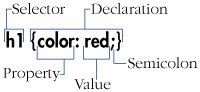 Selector Declaration
h1 {color: red;}
Semicolon
Property
Value